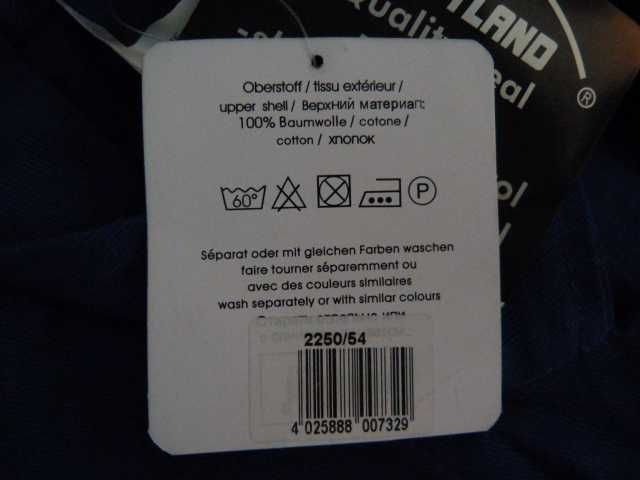 TLAND
Quality
®
Oberstoff / tissu extérieur /
upper shell / Верхний материал:
100% Baumwolle / cotone /
cotton / хлопок
60° P
Séparat oder mit gleichen Farben waschen
faire tourner séparemment ou
avec des couleurs similaires
wash separately or with similar colours
2250/54
4 025888 007329